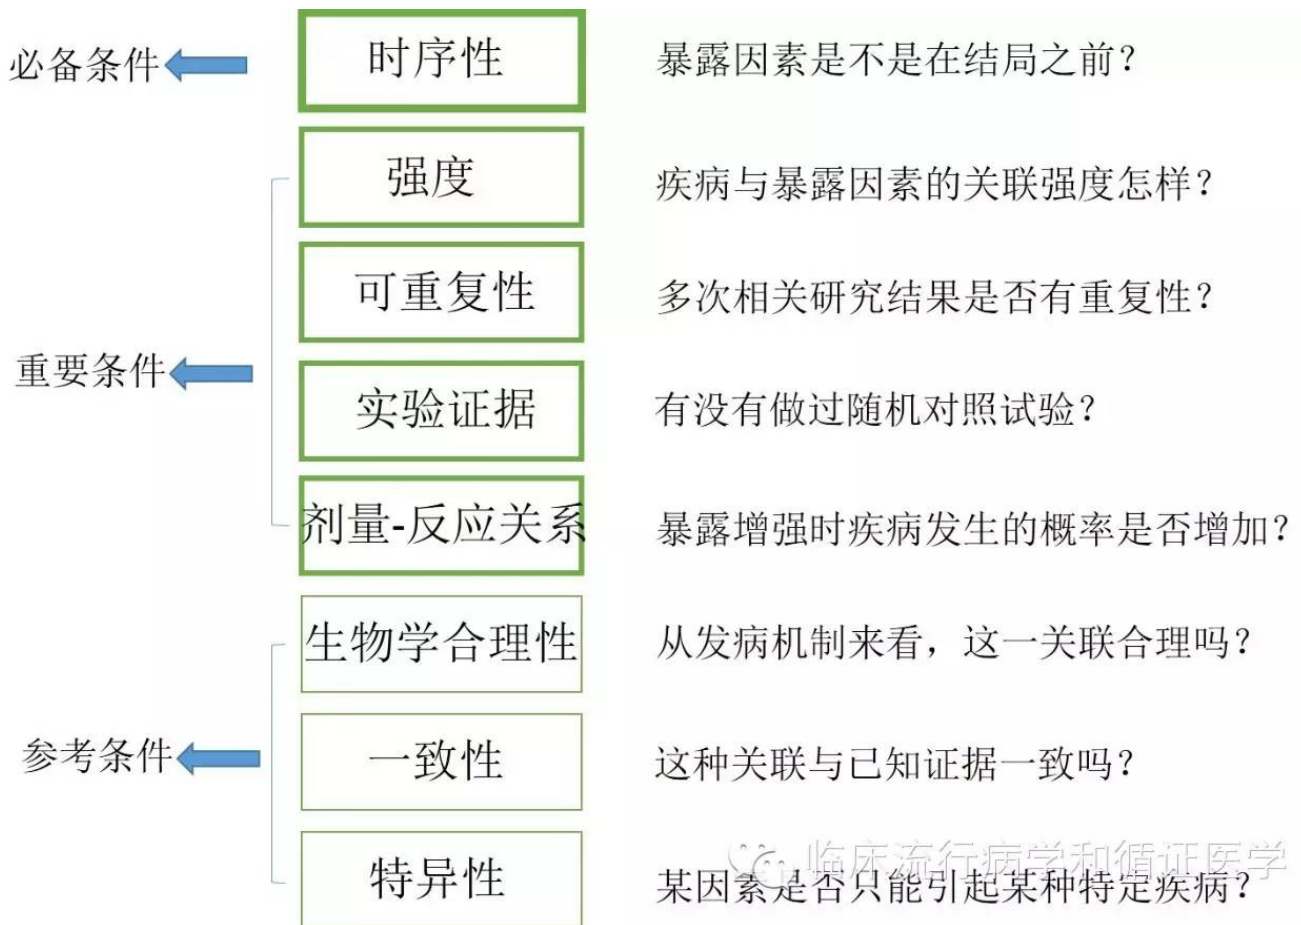 必备条件
时序性
暴露因素是不是在结局之前？
强度
疾病与暴露因素的关联强度怎样？
可重复性
多次相关研究结果是否有重复性？
重要条件
实验证据
有没有做过随机对照试验？
剂量-反应关系
暴露增强时疾病发生的概率是否增加？
生物学合理性
从发病机制来看，这一关联合理吗？
参考条件
一致性
这种关联与已知证据一致吗？
临床流行病学和循证医学
特异性
某因素是否只能引起某种特定疾病？